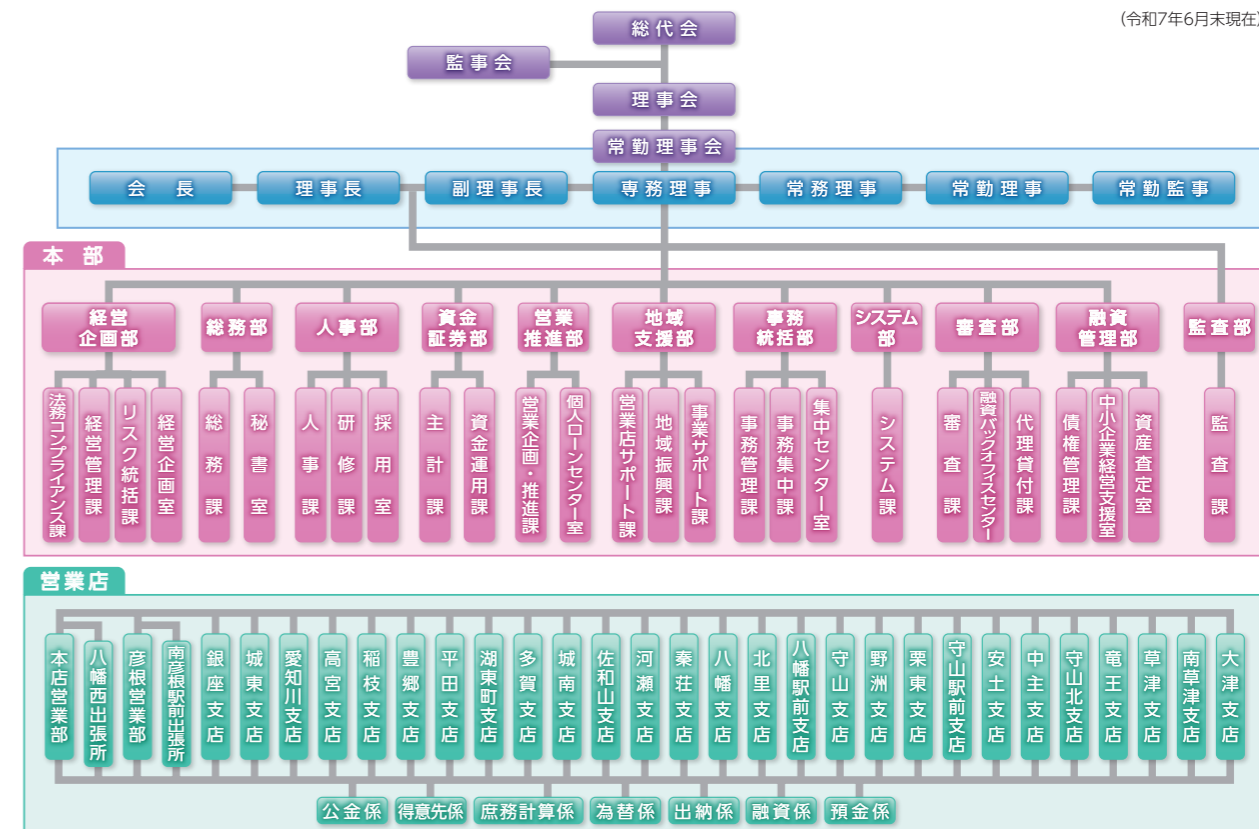 (令和7年6月末現在)
総代会
監事会
理事会
常勤理事会
会長
理事長
副理事長
専務理事
常務理事
常勤理事
常勤監事
本部
経営
企画部
総務部
人事部
資金
証券部
営業
推進部
地域
支援部
事務
統括部
システム
部
審査部
融資
管理部
監査部
法務コンプライアンス課
経営管理課
リスク統括課
経営企画室
総務課
秘書室
人事課
研修課
採用室
主計課
資金運用課
営業企画・推進課
個人ローンセンター室
営業店サポート課
地域振興課
事業サポート課
事務管理課
事務集中課
集中センター室
システム課
審査課
融資バックオフィスセンター
代理貸付課
債権管理課
中小企業経営支援室
資産査定室
監査課
営業店
本店営業部
八幡西出張所
彦根営業部
南彦根駅前出張所
銀座支店
城東支店
愛知川支店
高宮支店
稲枝支店
豊郷支店
平田支店
湖東町支店
多賀支店
城南支店
佐和山支店
河瀬支店
秦荘支店
八幡支店
北里支店
八幡駅前支店
守山支店
野洲支店
栗東支店
守山駅前支店
安土支店
中主支店
守山北支店
竜王支店
草津支店
南草津支店
大津支店
公金係
得意先係
庶務計算係
為替係
出納係
融資係
預金係